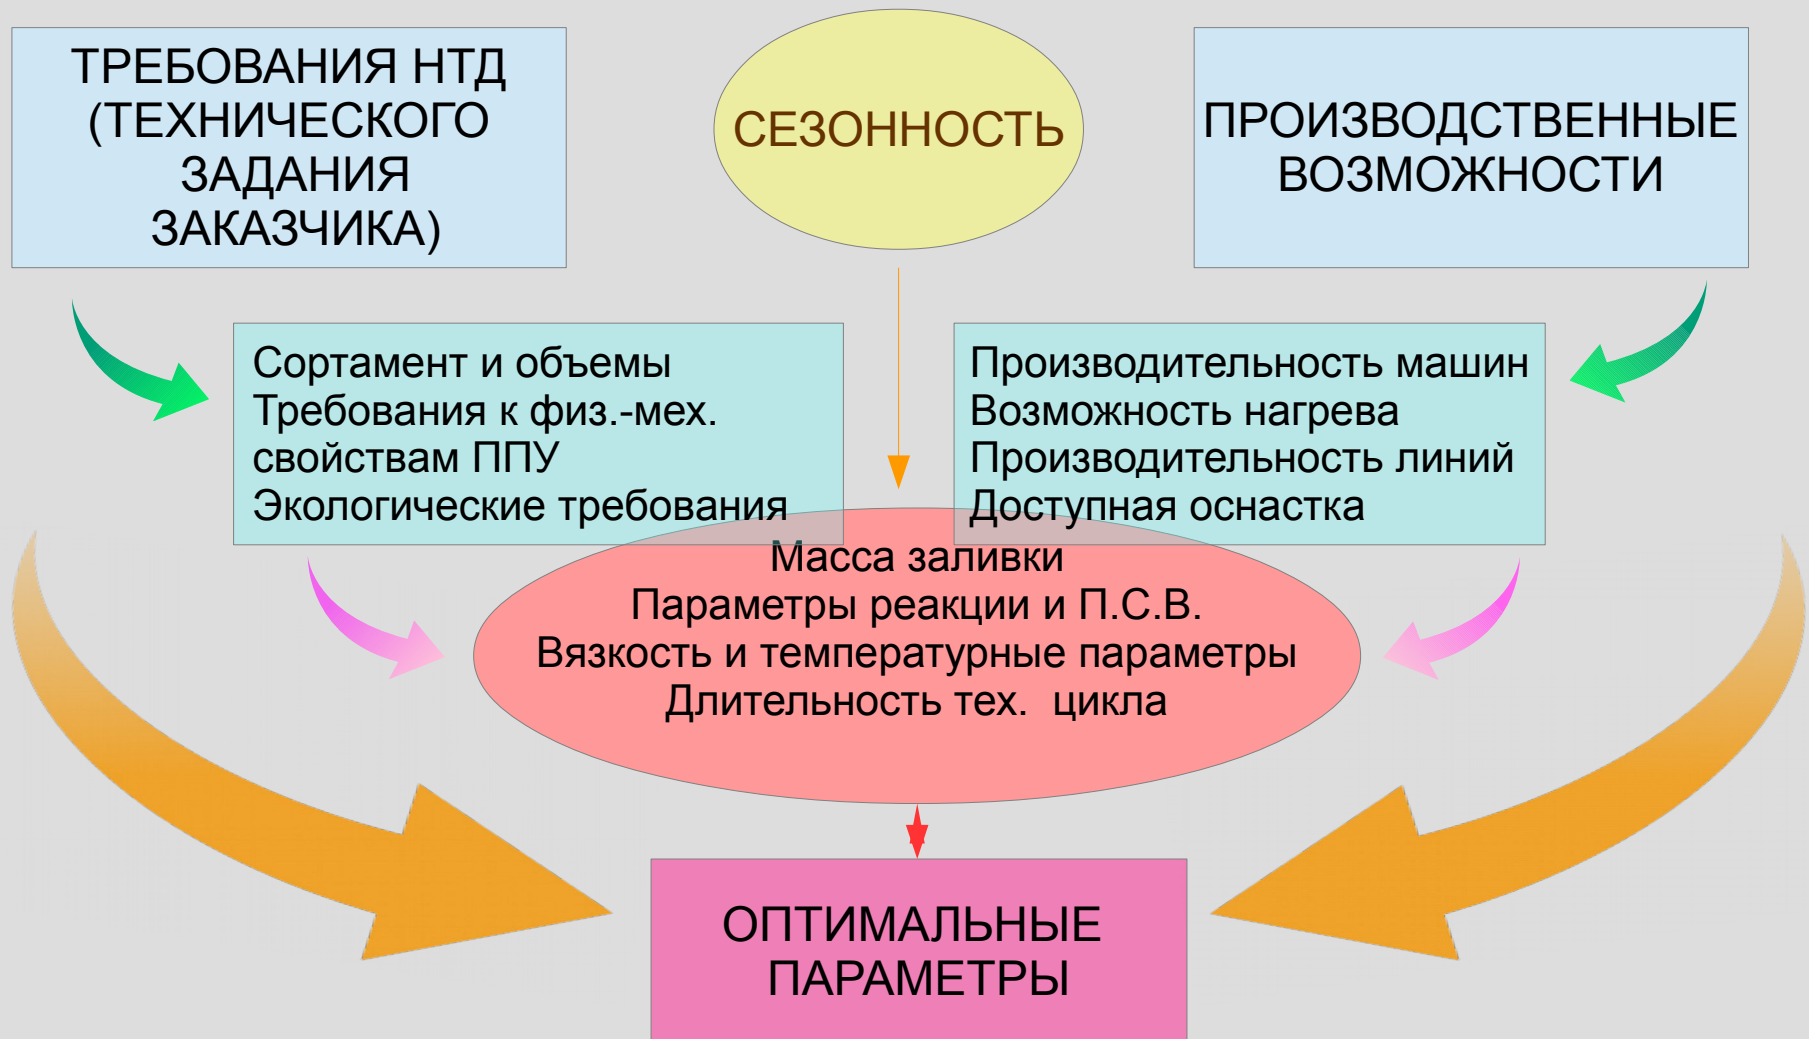 ТРЕБОВАНИЯ НТД
(ТЕХНИЧЕСКОГО
ЗАДАНИЯ
ЗАКАЗЧИКА)
СЕЗОННОСТЬ
ПРОИЗВОДСТВЕННЫЕ
ВОЗМОЖНОСТИ
Сортамент и объемы
Требования к физ.-мех.
свойствам ППУ
Экологические требования
Производительность машин
Возможность нагрева
Производительность линий
Доступная оснастка
Масса заливки
Параметры реакции и П.С.В.
Вязкость и температурные параметры
Длительность тех. цикла
ОПТИМАЛЬНЫЕ
ПАРАМЕТРЫ